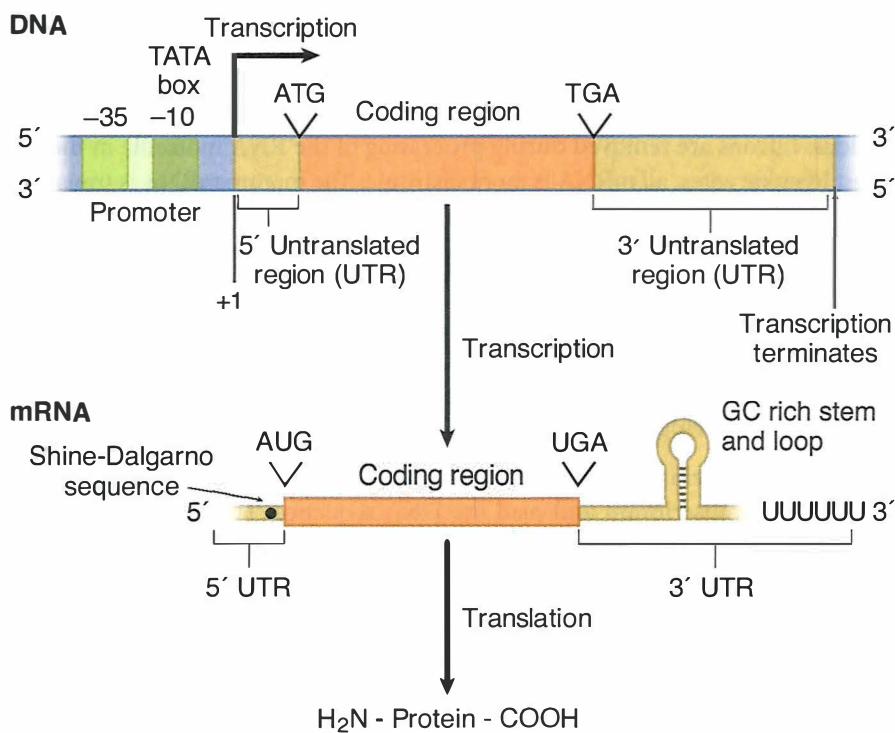 DNA
Transcription
TATA
box
–35 –10
ATG
Coding region
TGA
5′
3′
3′
5′
Promoter
5′ Untranslated
region (UTR)
3′ Untranslated
region (UTR)
+1
Transcription
terminates
Transcription
mRNA
Shine-Dalgarno
sequence
AUG
Coding region
UGA
GC rich stem
and loop
5′
UUUUUU 3′
5′ UTR
3′ UTR
Translation
H₂N - Protein - COOH